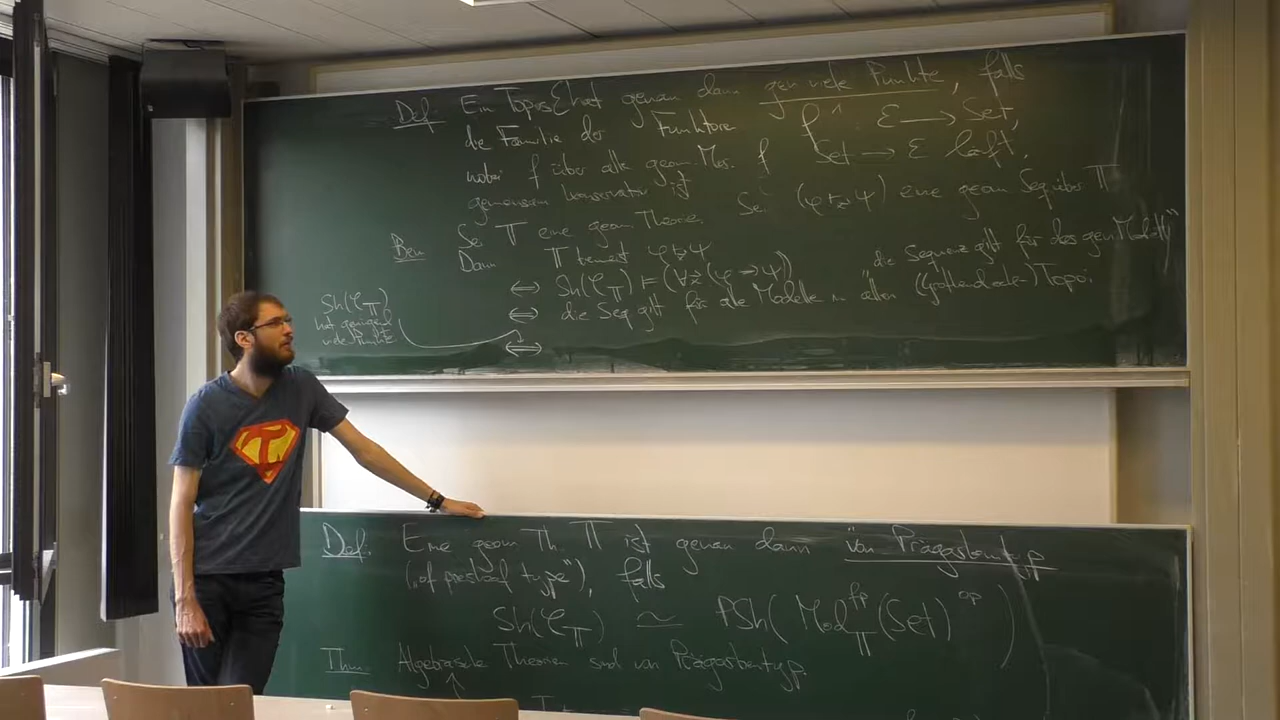 Def. Ein Topos E hat genau dann gen. viele Punkte, falls
die Familie der Funktoren f^-1 E → Set,
wobei f über alle geom. Mor. f Set → E läuft,
gemeinsam konservativ ist
Bem Sei 𝕋 eine geom Theorie. Sei (φ ⊢ ψ) eine geom Seq über 𝕋
Dann 𝕋 beweist φ ⊢ ψ
⇔ Sh(C_𝕋) ⊨ (∀x⃗ (φ ⇒ ψ)) die Sequenz gilt für das gen Modell"
⇔ die Seq gilt für alle Modelle in allen (Grothendieck-) Topoi.
⇔
Sh(C_𝕋)
hat genügend
viele Punkte
T
Def. Eine geom Th. 𝕋 ist genau dann "von Prägarbentyp
("of presheaf type"), falls
Sh(C_𝕋) ≃ PSh( Mod_𝕋^fp (Set)^op )
Thm Algebraische Theorien sind von Prägarbentyp